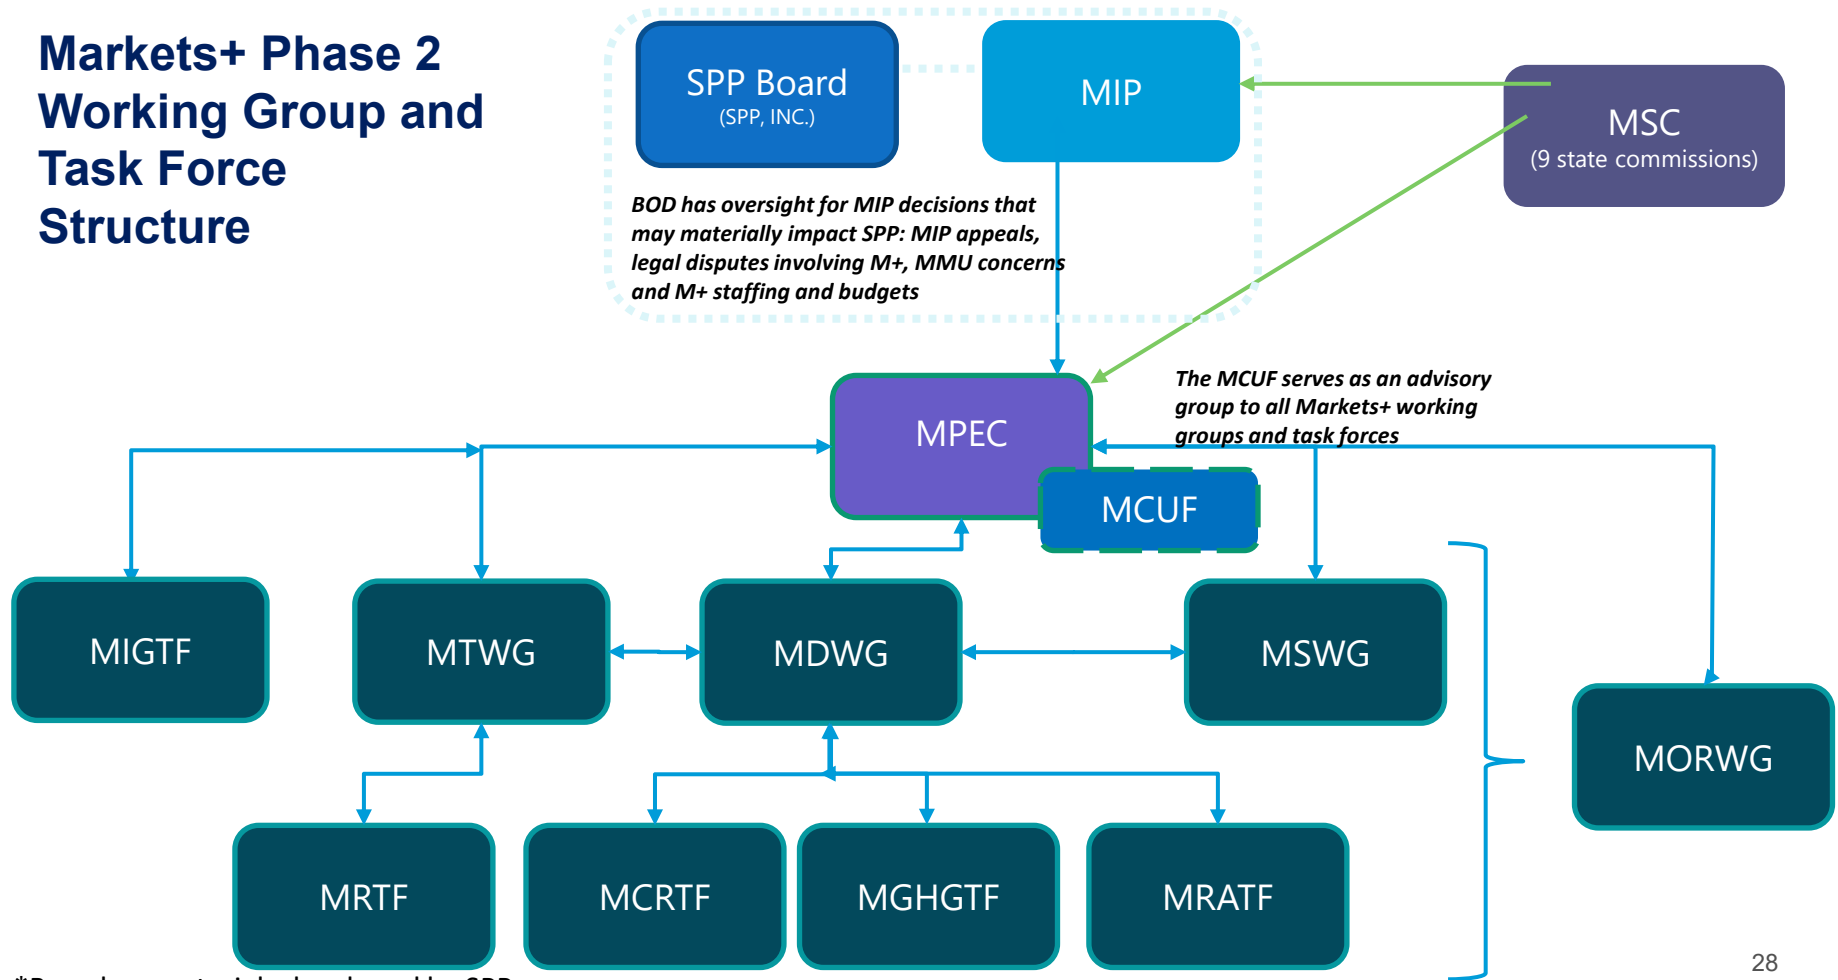 Markets+ Phase 2
Working Group and
Task Force
Structure
SPP Board
(SPP, INC.)
MIP
MSC
(9 state commissions)
BOD has oversight for MIP decisions that
may materially impact SPP: MIP appeals,
legal disputes involving M+, MMU concerns
and M+ staffing and budgets
The MCUF serves as an advisory
group to all Markets+ working
groups and task forces
MPEC
MCUF
MIGTF
MTWG
MDWG
MSWG
MORWG
MRTF
MCRTF
MGHGTF
MRATF
28